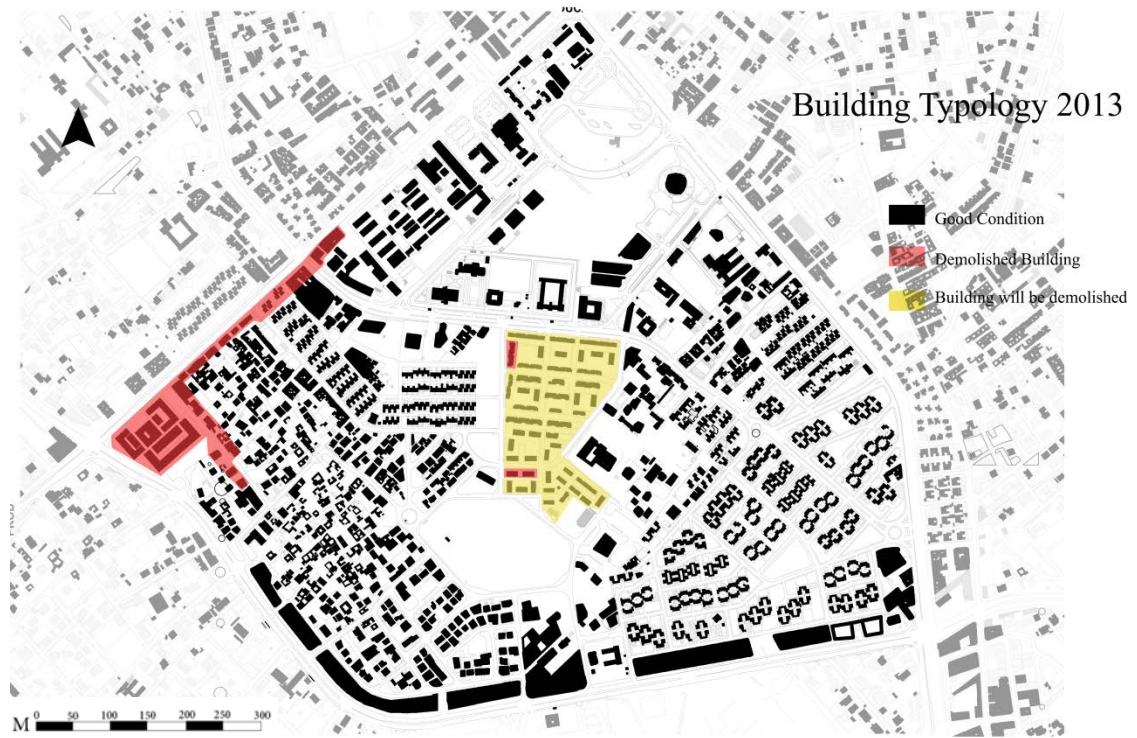 Building Typology 2013
Good Condition
Demolished Building
Building will be demolished
M 0 50 100 150 200 250 300